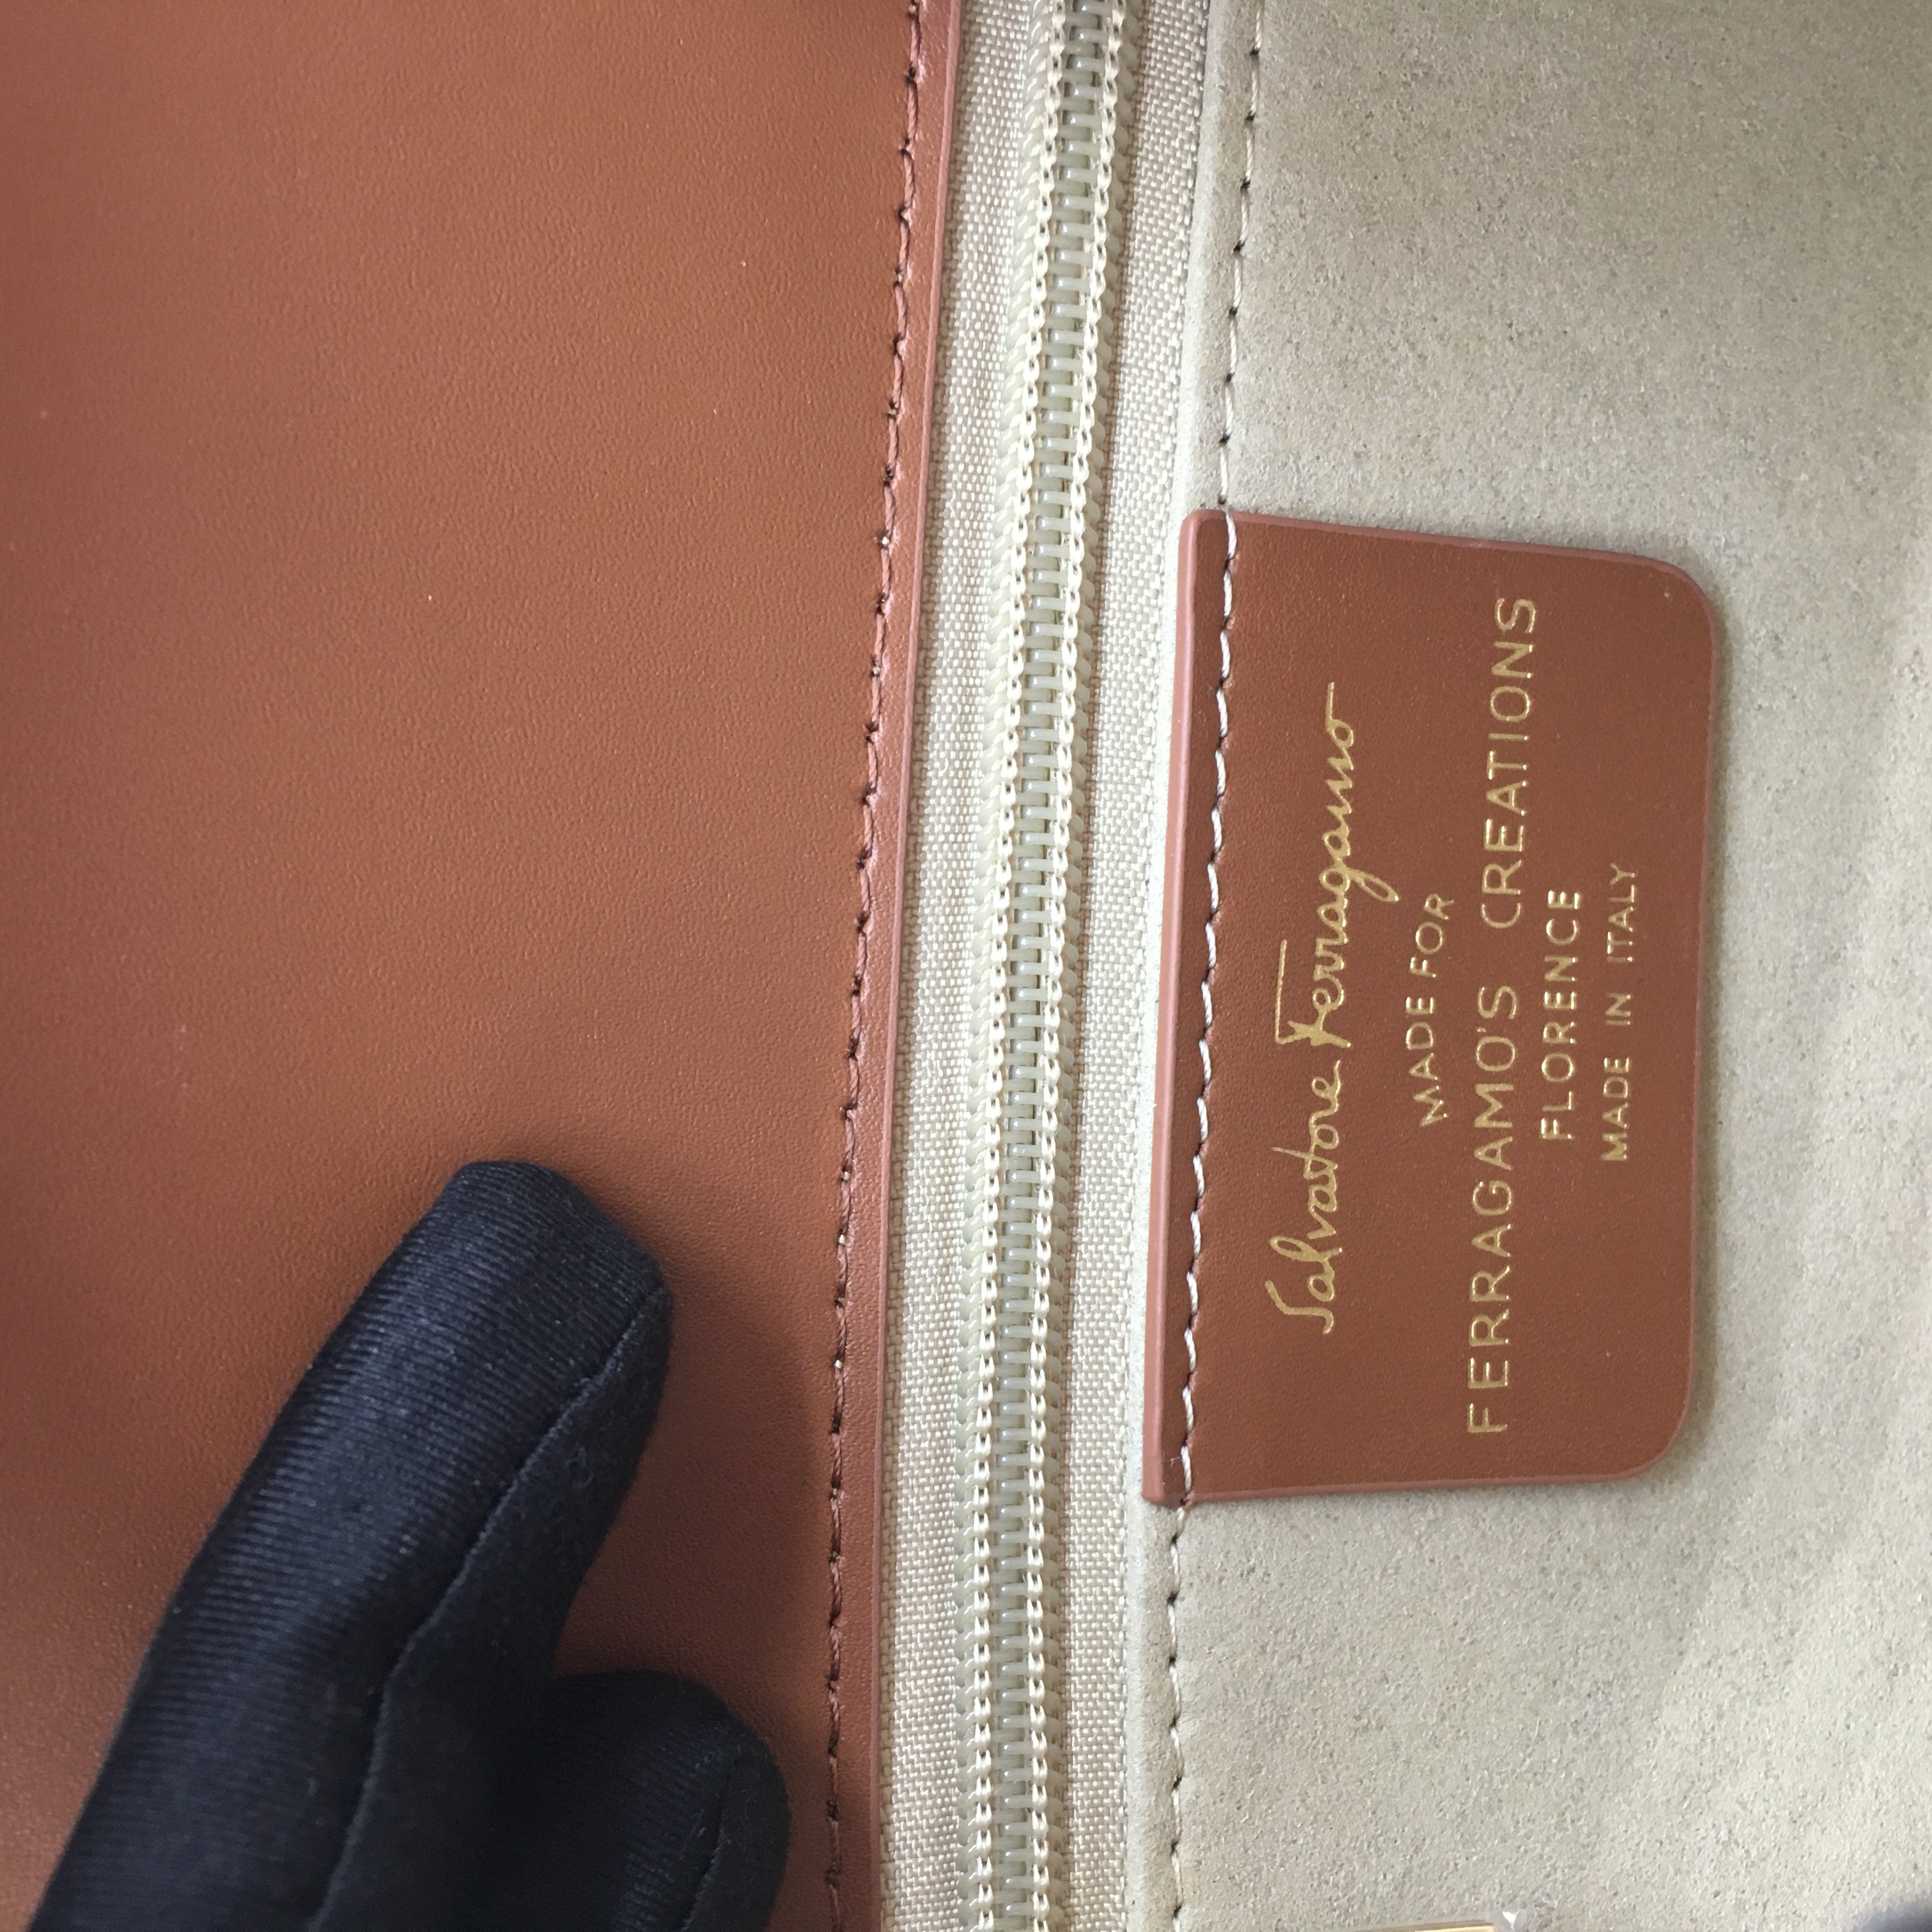 Salvatore Ferragamo
MADE FOR
FERRAGAMO'S CREATIONS
FLORENCE
MADE IN ITALY